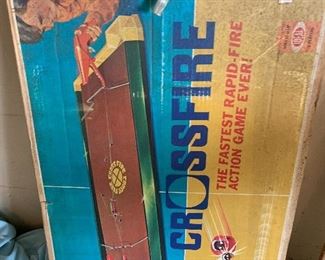 CROSSFIRE
THE FASTEST RAPID-FIRE
ACTION GAME EVER!
IDEAL